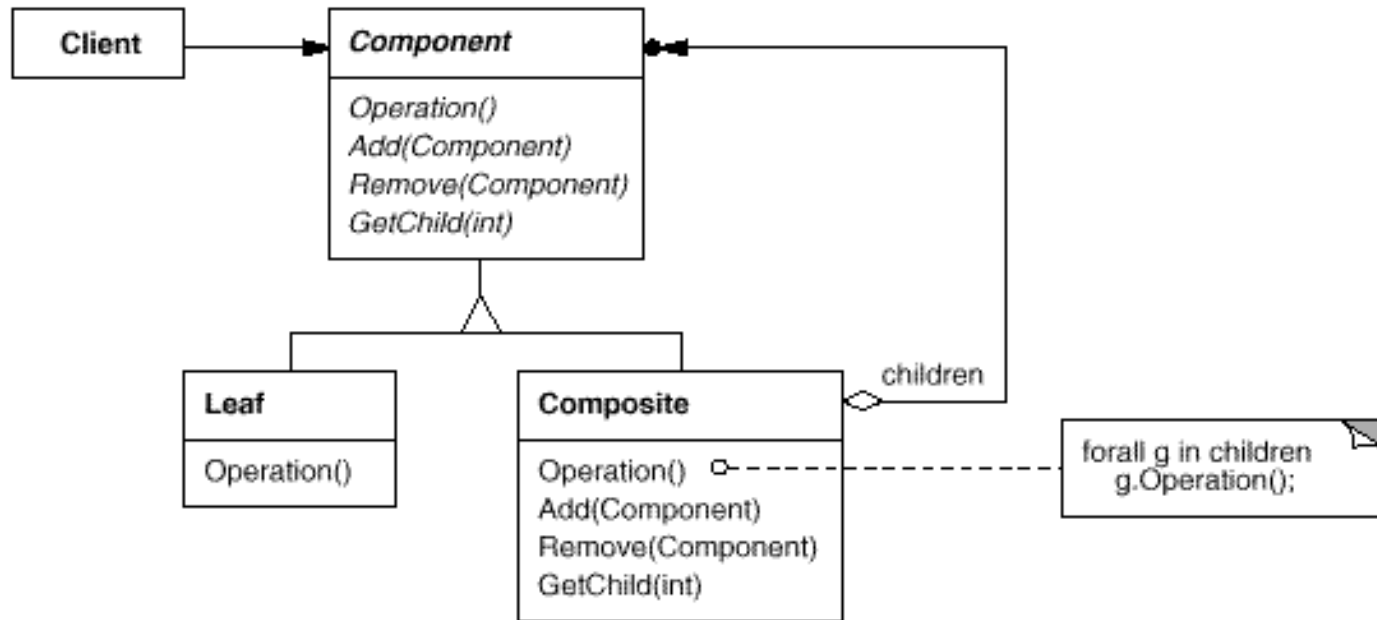 Client
Component
Operation()
Add(Component)
Remove(Component)
GetChild(int)
children
Leaf
Operation()
Composite
Operation()
Add(Component)
Remove(Component)
GetChild(int)
forall g in children
g.Operation();